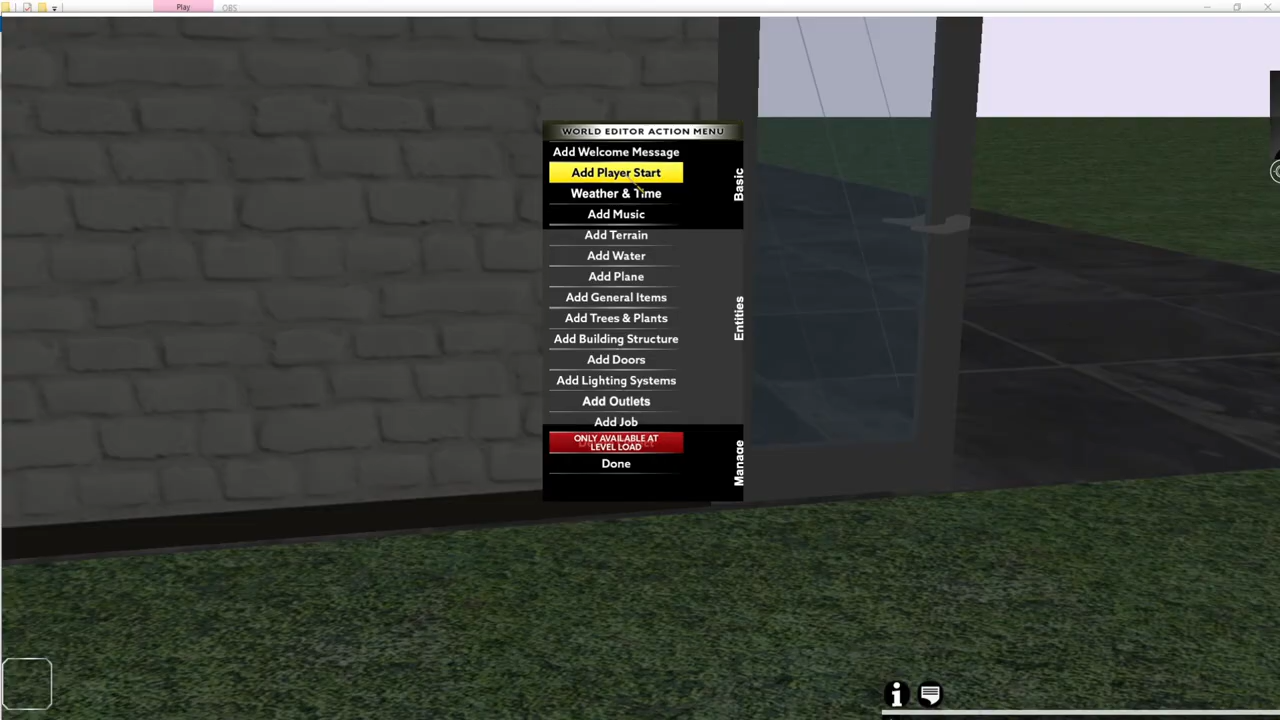 Play
OBS
WORLD EDITOR ACTION MENU
Add Welcome Message
Add Player Start
Weather & Time
Add Music
Basic
Add Terrain
Add Water
Add Plane
Add General Items
Add Trees & Plants
Add Building Structure
Add Doors
Add Lighting Systems
Add Outlets
Add Job
Entities
ONLY AVAILABLE AT
LEVEL LOAD
Done
Manage